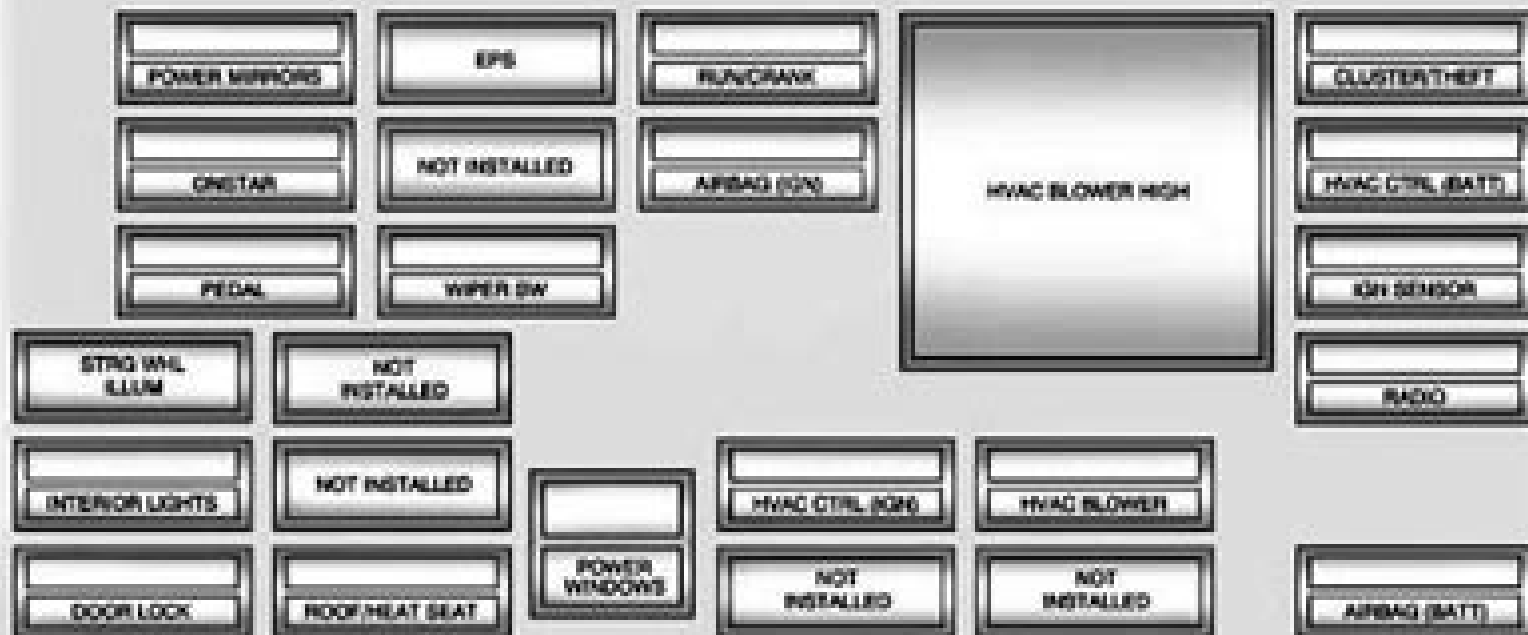 POWER MIRRORS
EPS
RUN/CRANK
CLUSTER/THEFT
ONSTAR
NOT INSTALLED
AIRBAG (IGN)
HVAC BLOWER HIGH
HVAC CTRL (BATT)
PEDAL
WIPER SW
IGN SENSOR
STRG WHL
ILLUM
NOT
INSTALLED
RADIO
INTERIOR LIGHTS
NOT INSTALLED
POWER
WINDOWS
HVAC CTRL (IGN)
HVAC BLOWER
DOOR LOCK
ROOF/HEAT SEAT
NOT
INSTALLED
NOT
INSTALLED
AIRBAG (BATT)